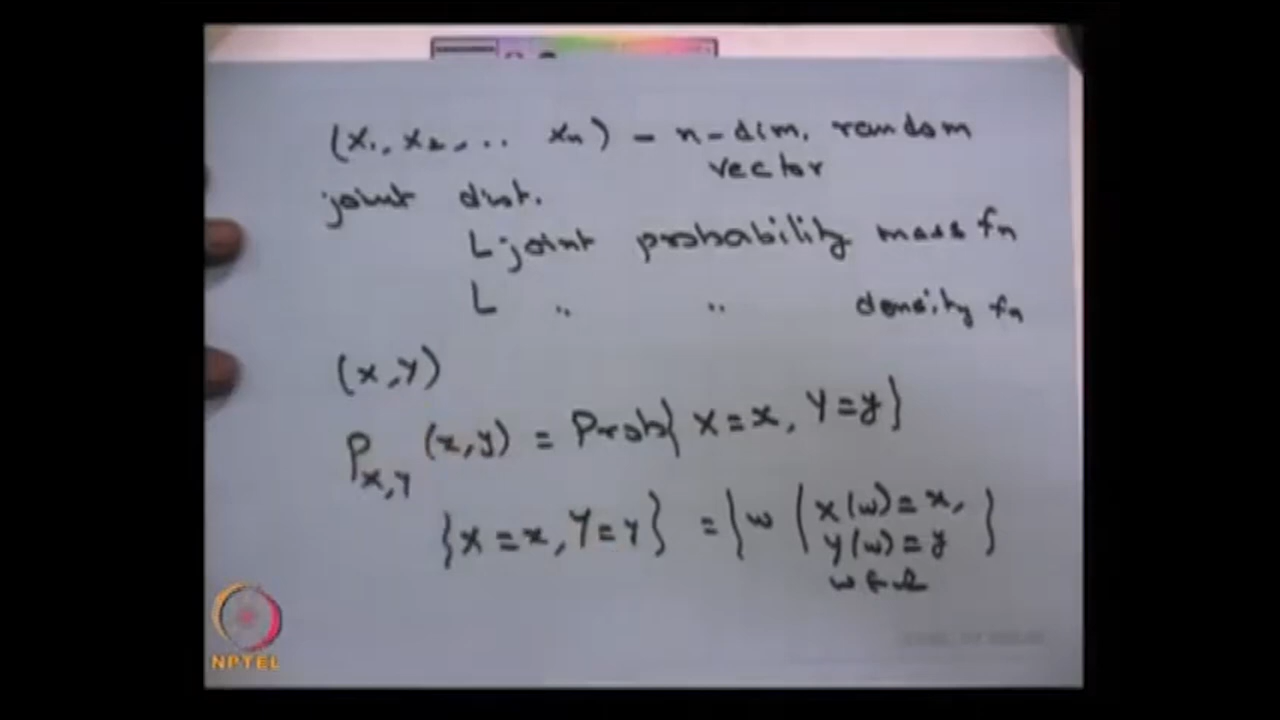 (X₁, X₂, .. Xₙ) - n-dim. random
vector
joint dist.
L joint probability mass fn
L " " density fn
(X, Y)
P_{X,Y} (x, y) = Prob{ X = x, Y = y}
{X = x, Y = y} = {w | X(w) = x,
Y(w) = y }
w ∈ Ω
NPTEL